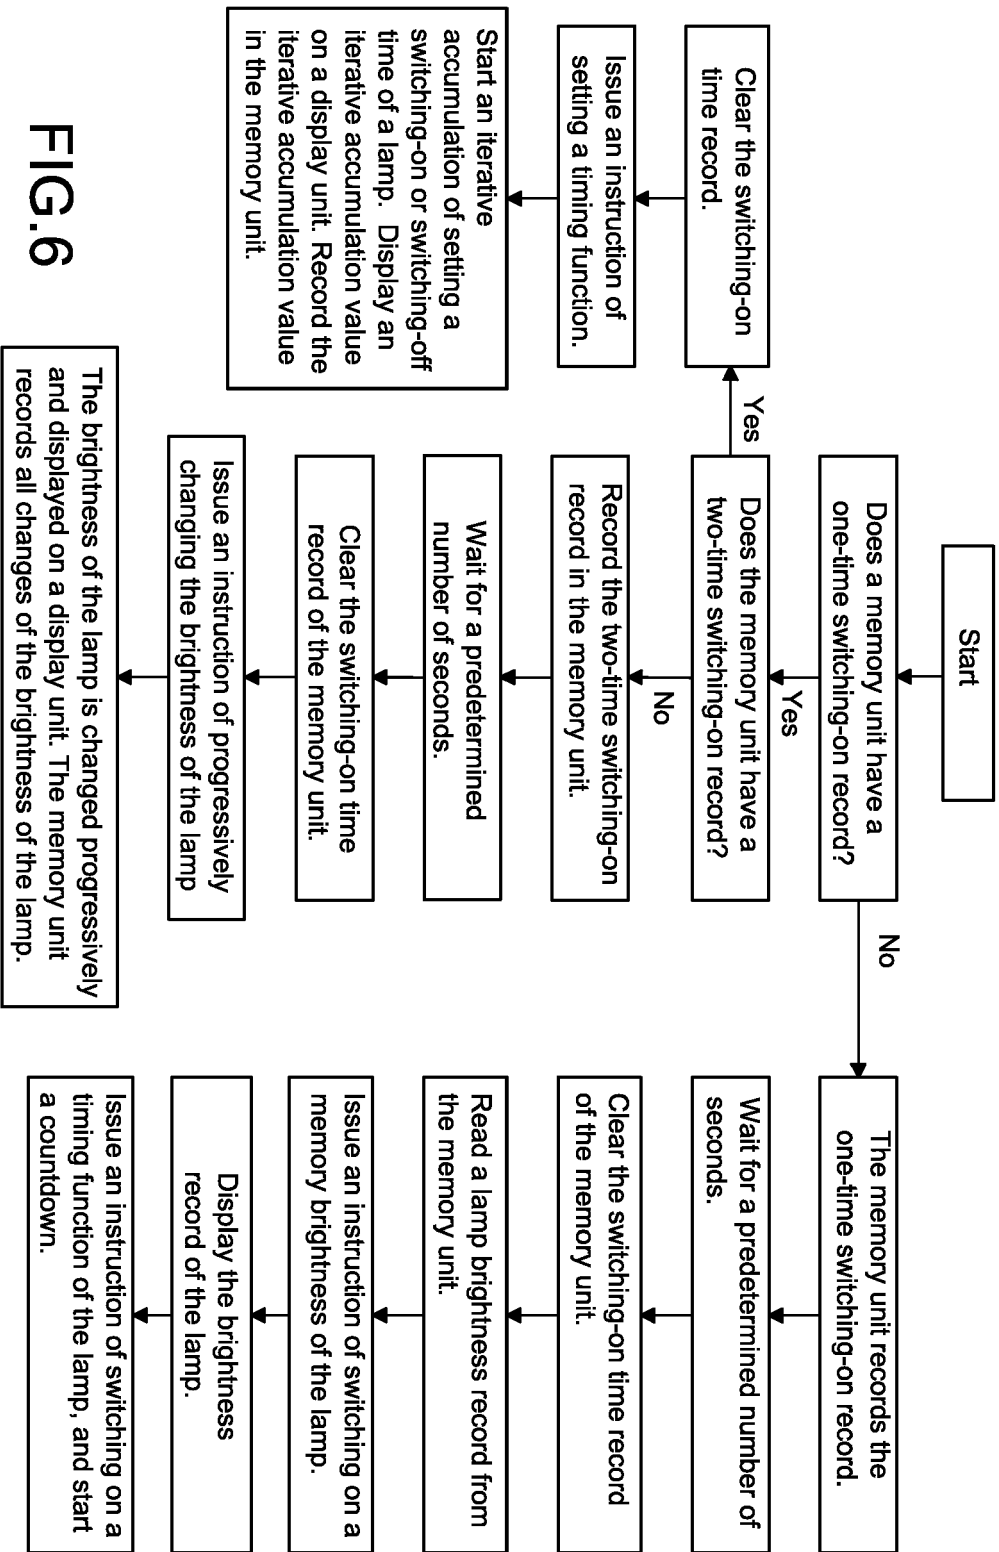 Start
Does a memory unit have a
one-time switching-on record?
No
Yes
Does the memory unit have a
two-time switching-on record?
Yes
No
Record the two-time switching-on
record in the memory unit.
Wait for a predetermined
number of seconds.
Clear the switching-on time
record of the memory unit.
Issue an instruction of progressively
changing the brightness of the lamp
The brightness of the lamp is changed progressively
and displayed on a display unit. The memory unit
records all changes of the brightness of the lamp.
Clear the switching-on
time record.
Issue an instruction of
setting a timing function.
Start an iterative
accumulation of setting a
switching-on or switching-off
time of a lamp. Display an
iterative accumulation value
on a display unit. Record the
iterative accumulation value
in the memory unit.
The memory unit records the
one-time switching-on record.
Wait for a predetermined number of
seconds.
Clear the switching-on time record
of the memory unit.
Read a lamp brightness record from
the memory unit.
Issue an instruction of switching on a
memory brightness of the lamp.
Display the brightness
record of the lamp.
Issue an instruction of switching on a
timing function of the lamp, and start
a countdown.
FIG.6